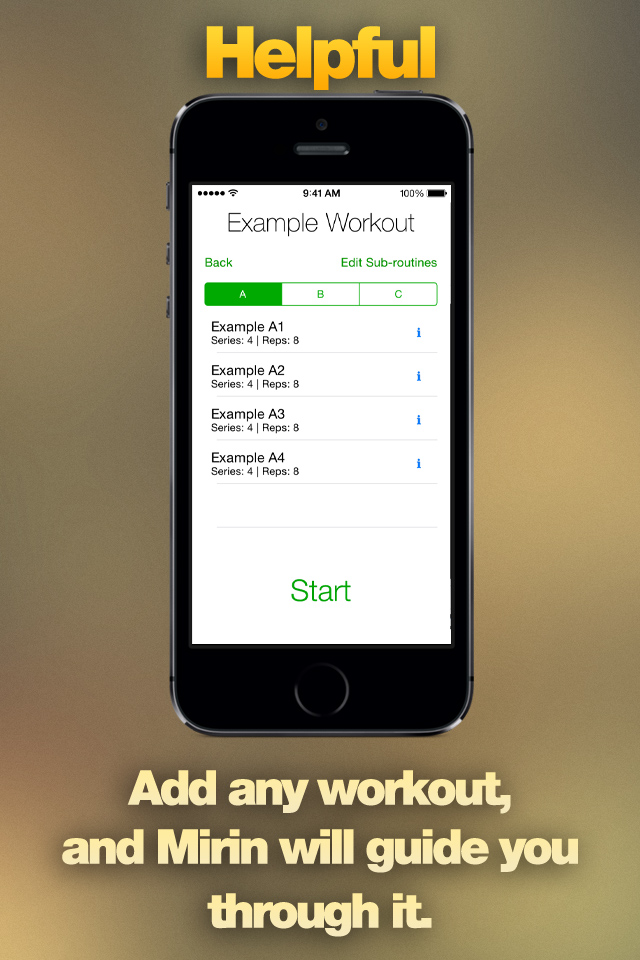 Helpful
9:41 AM 100%
Example Workout
Back Edit Sub-routines
A B C
Example A1
Series: 4 | Reps: 8
Example A2
Series: 4 | Reps: 8
Example A3
Series: 4 | Reps: 8
Example A4
Series: 4 | Reps: 8
Start
Add any workout,
and Mirin will guide you
through it.